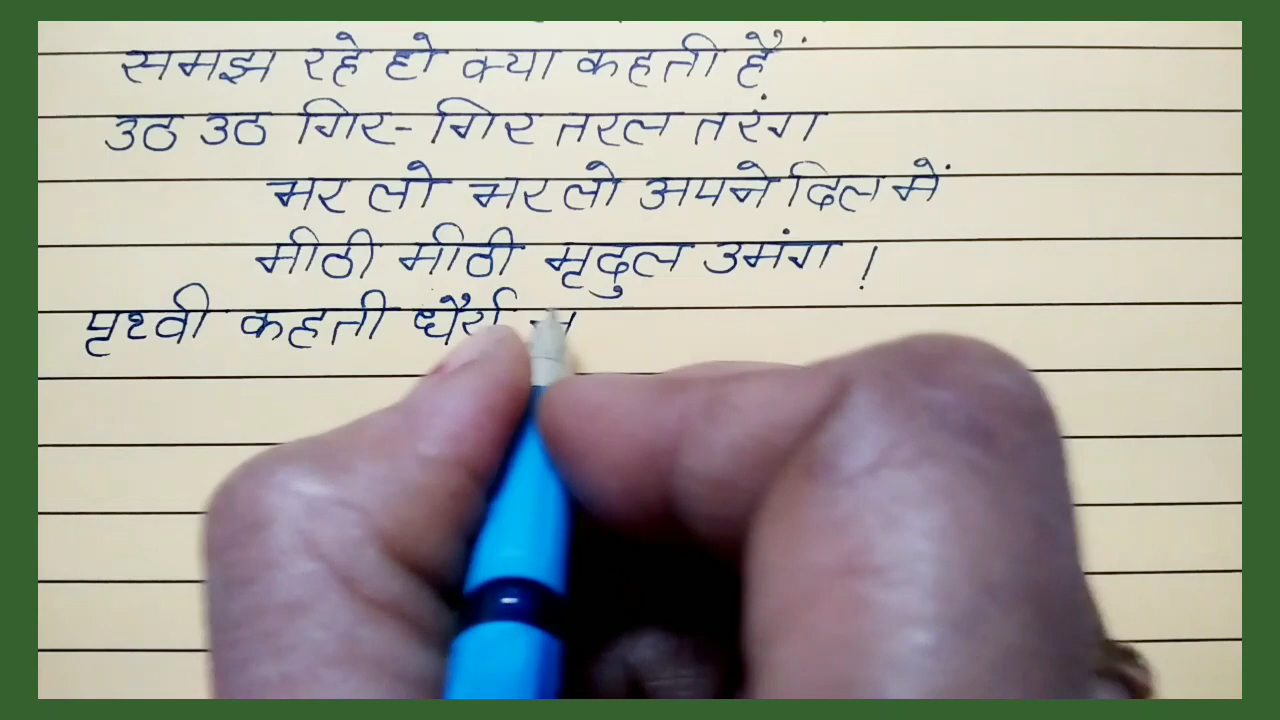 समझ रहे हो क्या कहती हैं
उठ उठ गिर-गिर तरल तरंग
भर लो भर लो अपने दिल में
मीठी मीठी मृदुल उमंग !
पृथ्वी कहती धैर्य